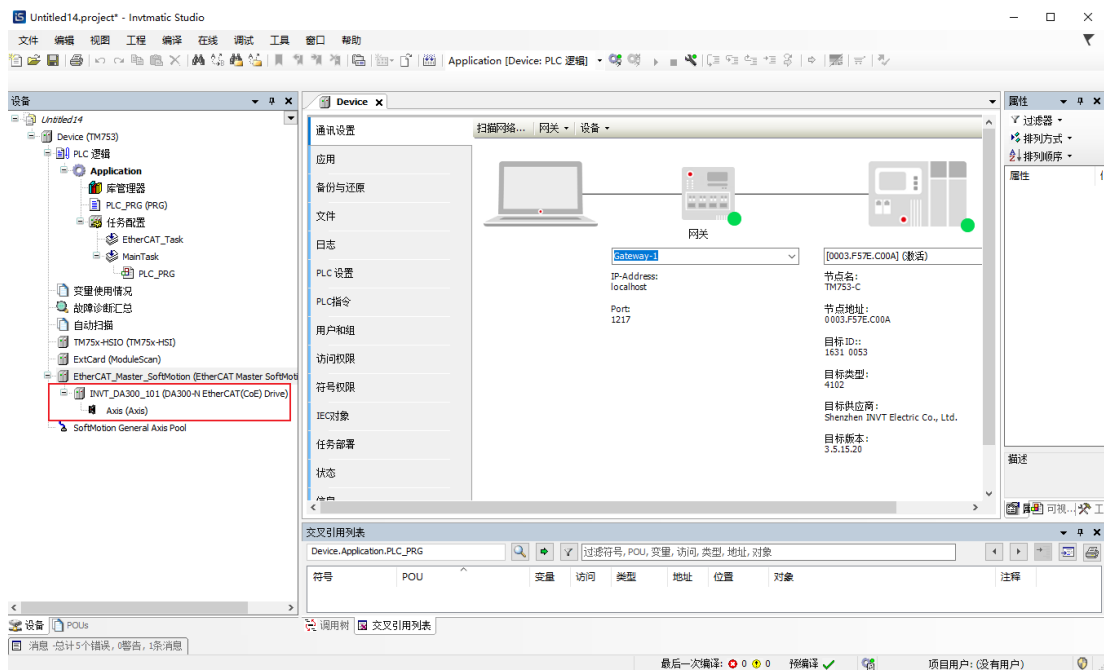 Untitled14.project* - Invtmatic Studio
文件 编辑 视图 工程 编译 在线 调试 工具 窗口 帮助
Application [Device: PLC 逻辑]
设备
Untitled14
Device (TM753)
PLC 逻辑
Application
库管理器
PLC_PRG (PRG)
任务配置
EtherCAT_Task
MainTask
PLC_PRG
变量使用情况
故障诊断汇总
自动扫描
TM75x-HSIO (TM75x-HSI)
ExtCard (ModuleScan)
EtherCAT_Master_SoftMotion (EtherCAT Master SoftMoti
INVT_DA300_101 (DA300-N EtherCAT(CoE) Drive)
Axis (Axis)
SoftMotion General Axis Pool
设备 POUs
Device
通讯设置
应用
备份与还原
文件
日志
PLC 设置
PLC指令
用户和组
访问权限
符号权限
IEC对象
任务部署
状态
信息
扫描网络... 网关 设备
网关
Gateway-1
IP-Address:
localhost
Port:
1217
[0003.F57E.C00A] (激活)
节点名:
TM753-C
节点地址:
0003.F57E.C00A
目标 ID::
1631 0053
目标类型:
4102
目标供应商:
Shenzhen INVT Electric Co., Ltd.
目标版本:
3.5.15.20
属性
过滤器
排列方式
排列顺序
属性
描述
可视...
工
交叉引用列表
Device.Application.PLC_PRG
过滤符号, POU, 变量, 访问, 类型, 地址, 对象
符号 POU 变量 访问 类型 地址 位置 对象 注释
调用树 交叉引用列表
消息 -总计5个错误, 0警告, 1条消息
最后一次编译: 0 0 预编译 项目用户: (没有用户)